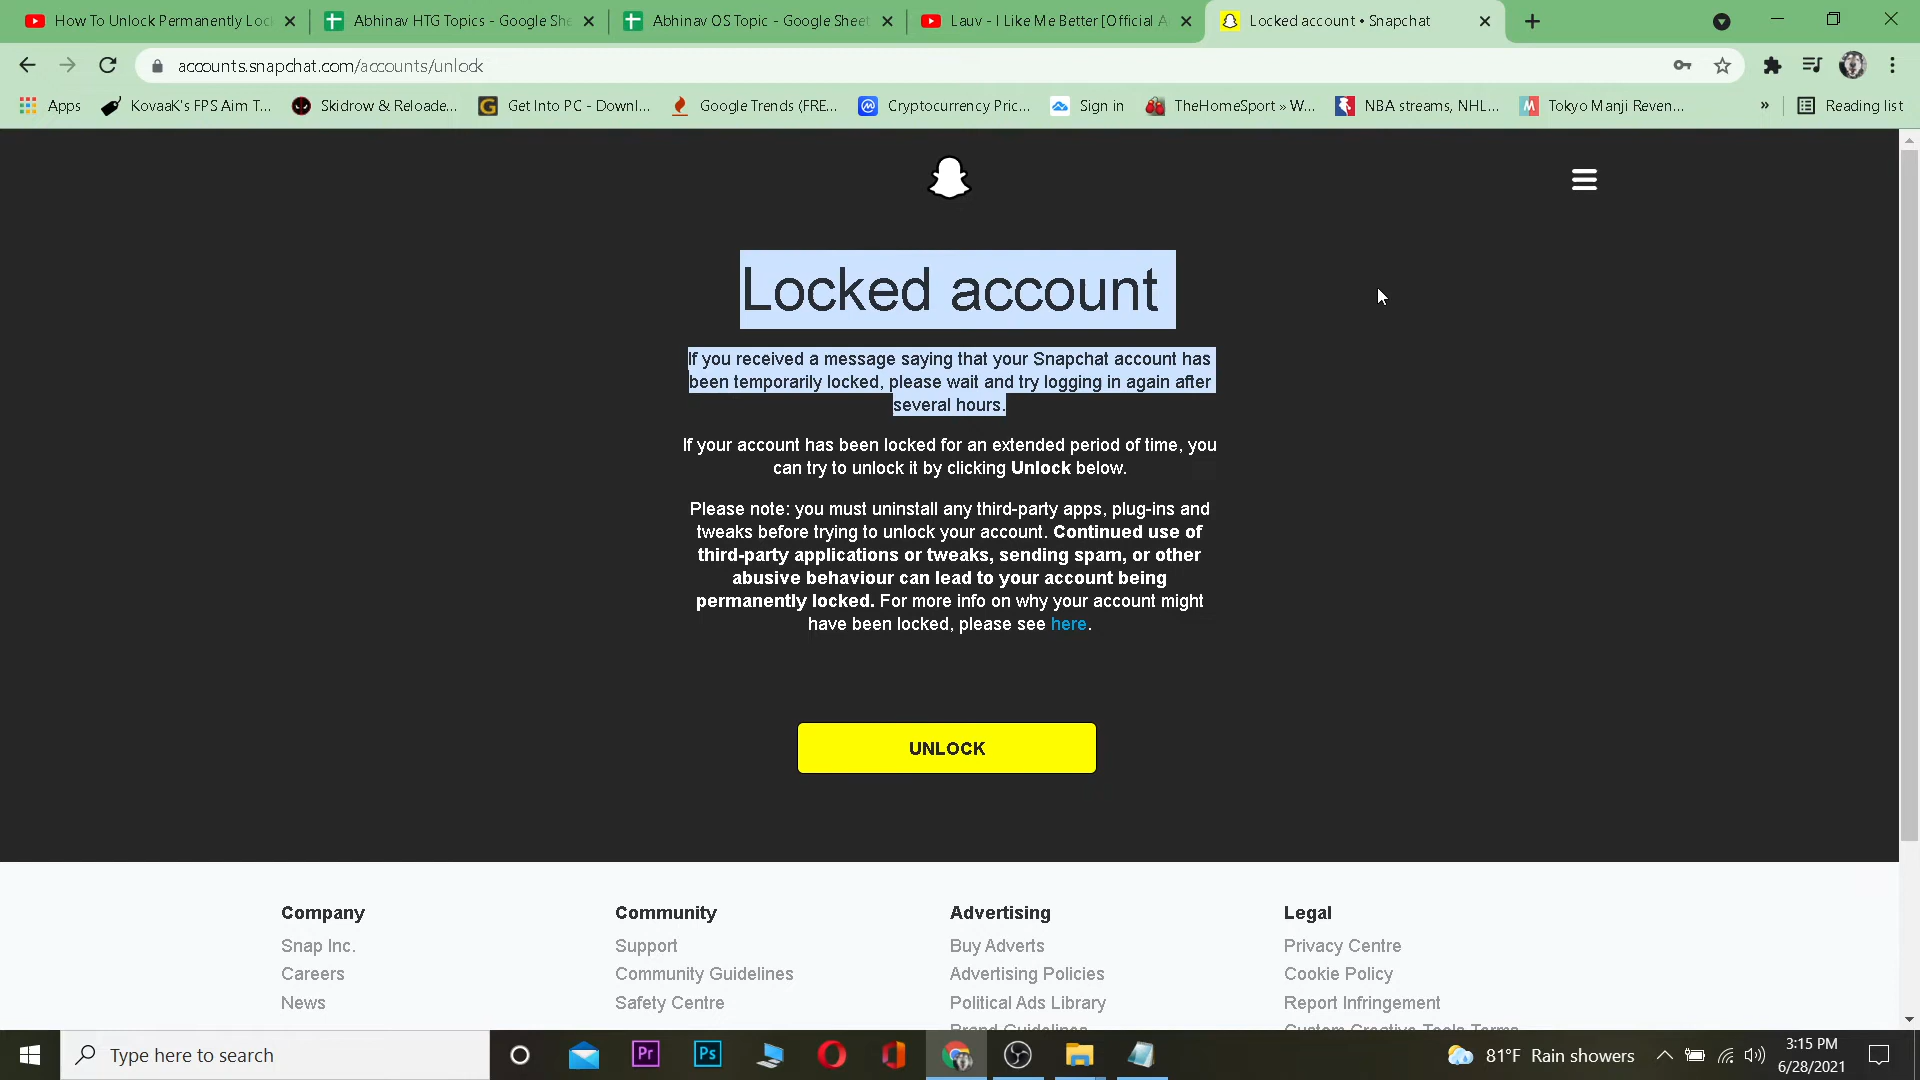 How To Unlock Permanently Loc
Abhinav HTG Topics - Google She
Abhinav OS Topic - Google Sheet
Lauv - I Like Me Better [Official A
Locked account • Snapchat
accounts.snapchat.com/accounts/unlock
Apps
KovaaK's FPS Aim T...
Skidrow & Reloade...
Get Into PC - Downl...
Google Trends (FRE...
Cryptocurrency Pric...
Sign in
TheHomeSport » W...
NBA streams, NHL...
Tokyo Manji Reven...
»
Reading list
Locked account
If you received a message saying that your Snapchat account has
been temporarily locked, please wait and try logging in again after
several hours.
If your account has been locked for an extended period of time, you
can try to unlock it by clicking Unlock below.
Please note: you must uninstall any third-party apps, plug-ins and
tweaks before trying to unlock your account. Continued use of
third-party applications or tweaks, sending spam, or other
abusive behaviour can lead to your account being
permanently locked. For more info on why your account might
have been locked, please see here.
UNLOCK
Company
Snap Inc.
Careers
News
Community
Support
Community Guidelines
Safety Centre
Advertising
Buy Adverts
Advertising Policies
Political Ads Library
Brand Guidelines
Legal
Privacy Centre
Cookie Policy
Report Infringement
Custom Creative Tools Terms
Type here to search
Pr
Ps
81°F Rain showers
3:15 PM
6/28/2021